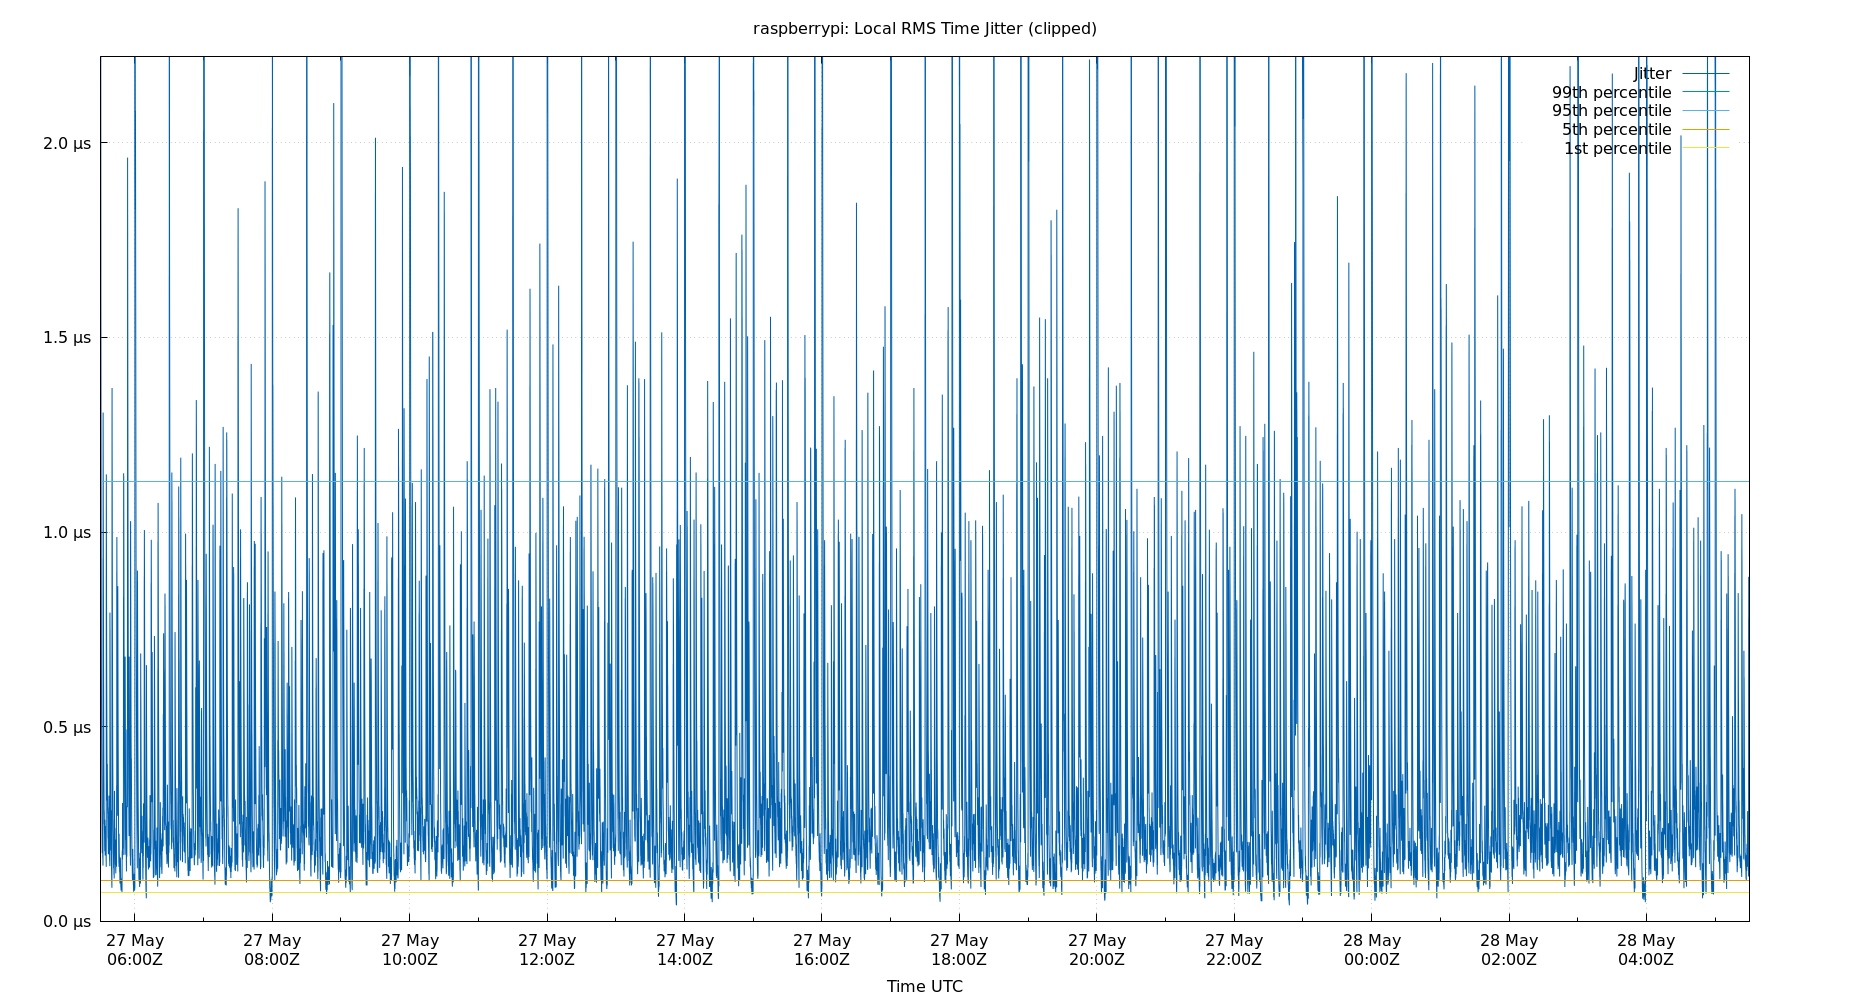 raspberrypi: Local RMS Time Jitter (clipped)
Jitter
99th percentile
95th percentile
5th percentile
1st percentile
2.0 µs
1.5 µs
1.0 µs
0.5 µs
0.0 µs
27 May 27 May 27 May 27 May 27 May 27 May 27 May 27 May 27 May 28 May 28 May 28 May
06:00Z 08:00Z 10:00Z 12:00Z 14:00Z 16:00Z 18:00Z 20:00Z 22:00Z 00:00Z 02:00Z 04:00Z
Time UTC